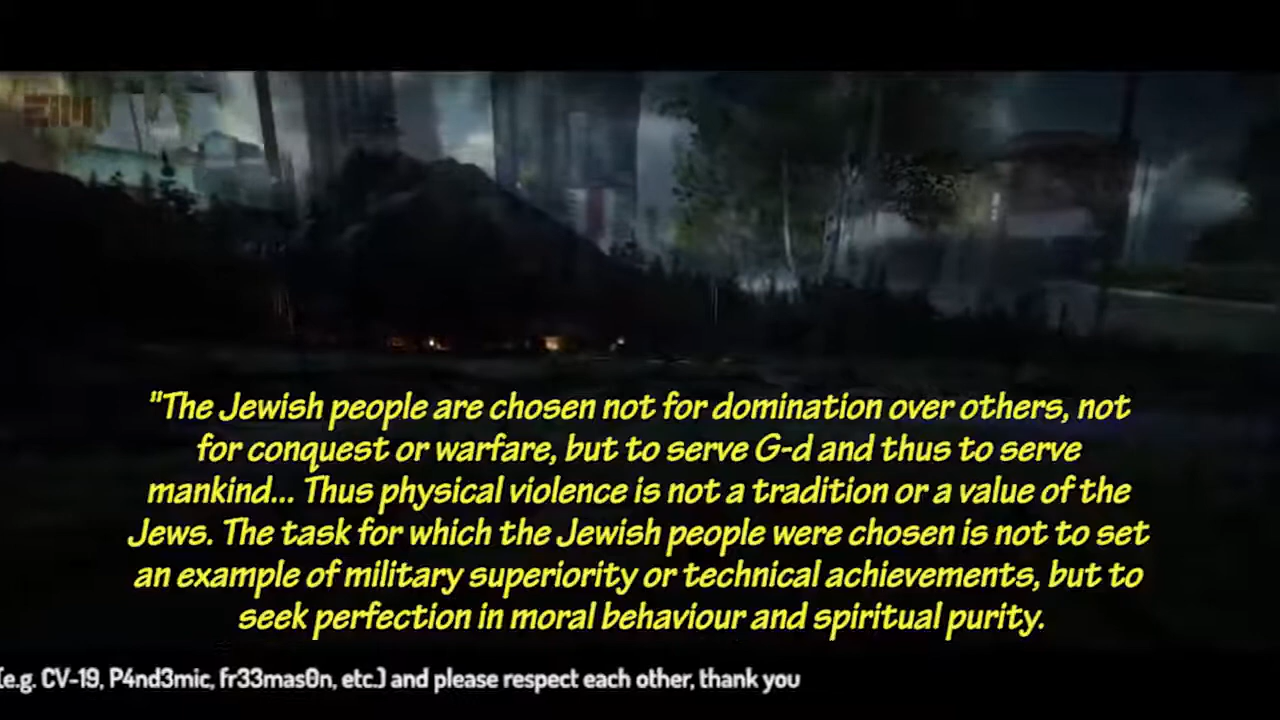 "The Jewish people are chosen not for domination over others, not
for conquest or warfare, but to serve G-d and thus to serve
mankind... Thus physical violence is not a tradition or a value of the
Jews. The task for which the Jewish people were chosen is not to set
an example of military superiority or technical achievements, but to
seek perfection in moral behaviour and spiritual purity.
(e.g. CV-19, P4nd3mic, fr33mas0n, etc.) and please respect each other, thank you